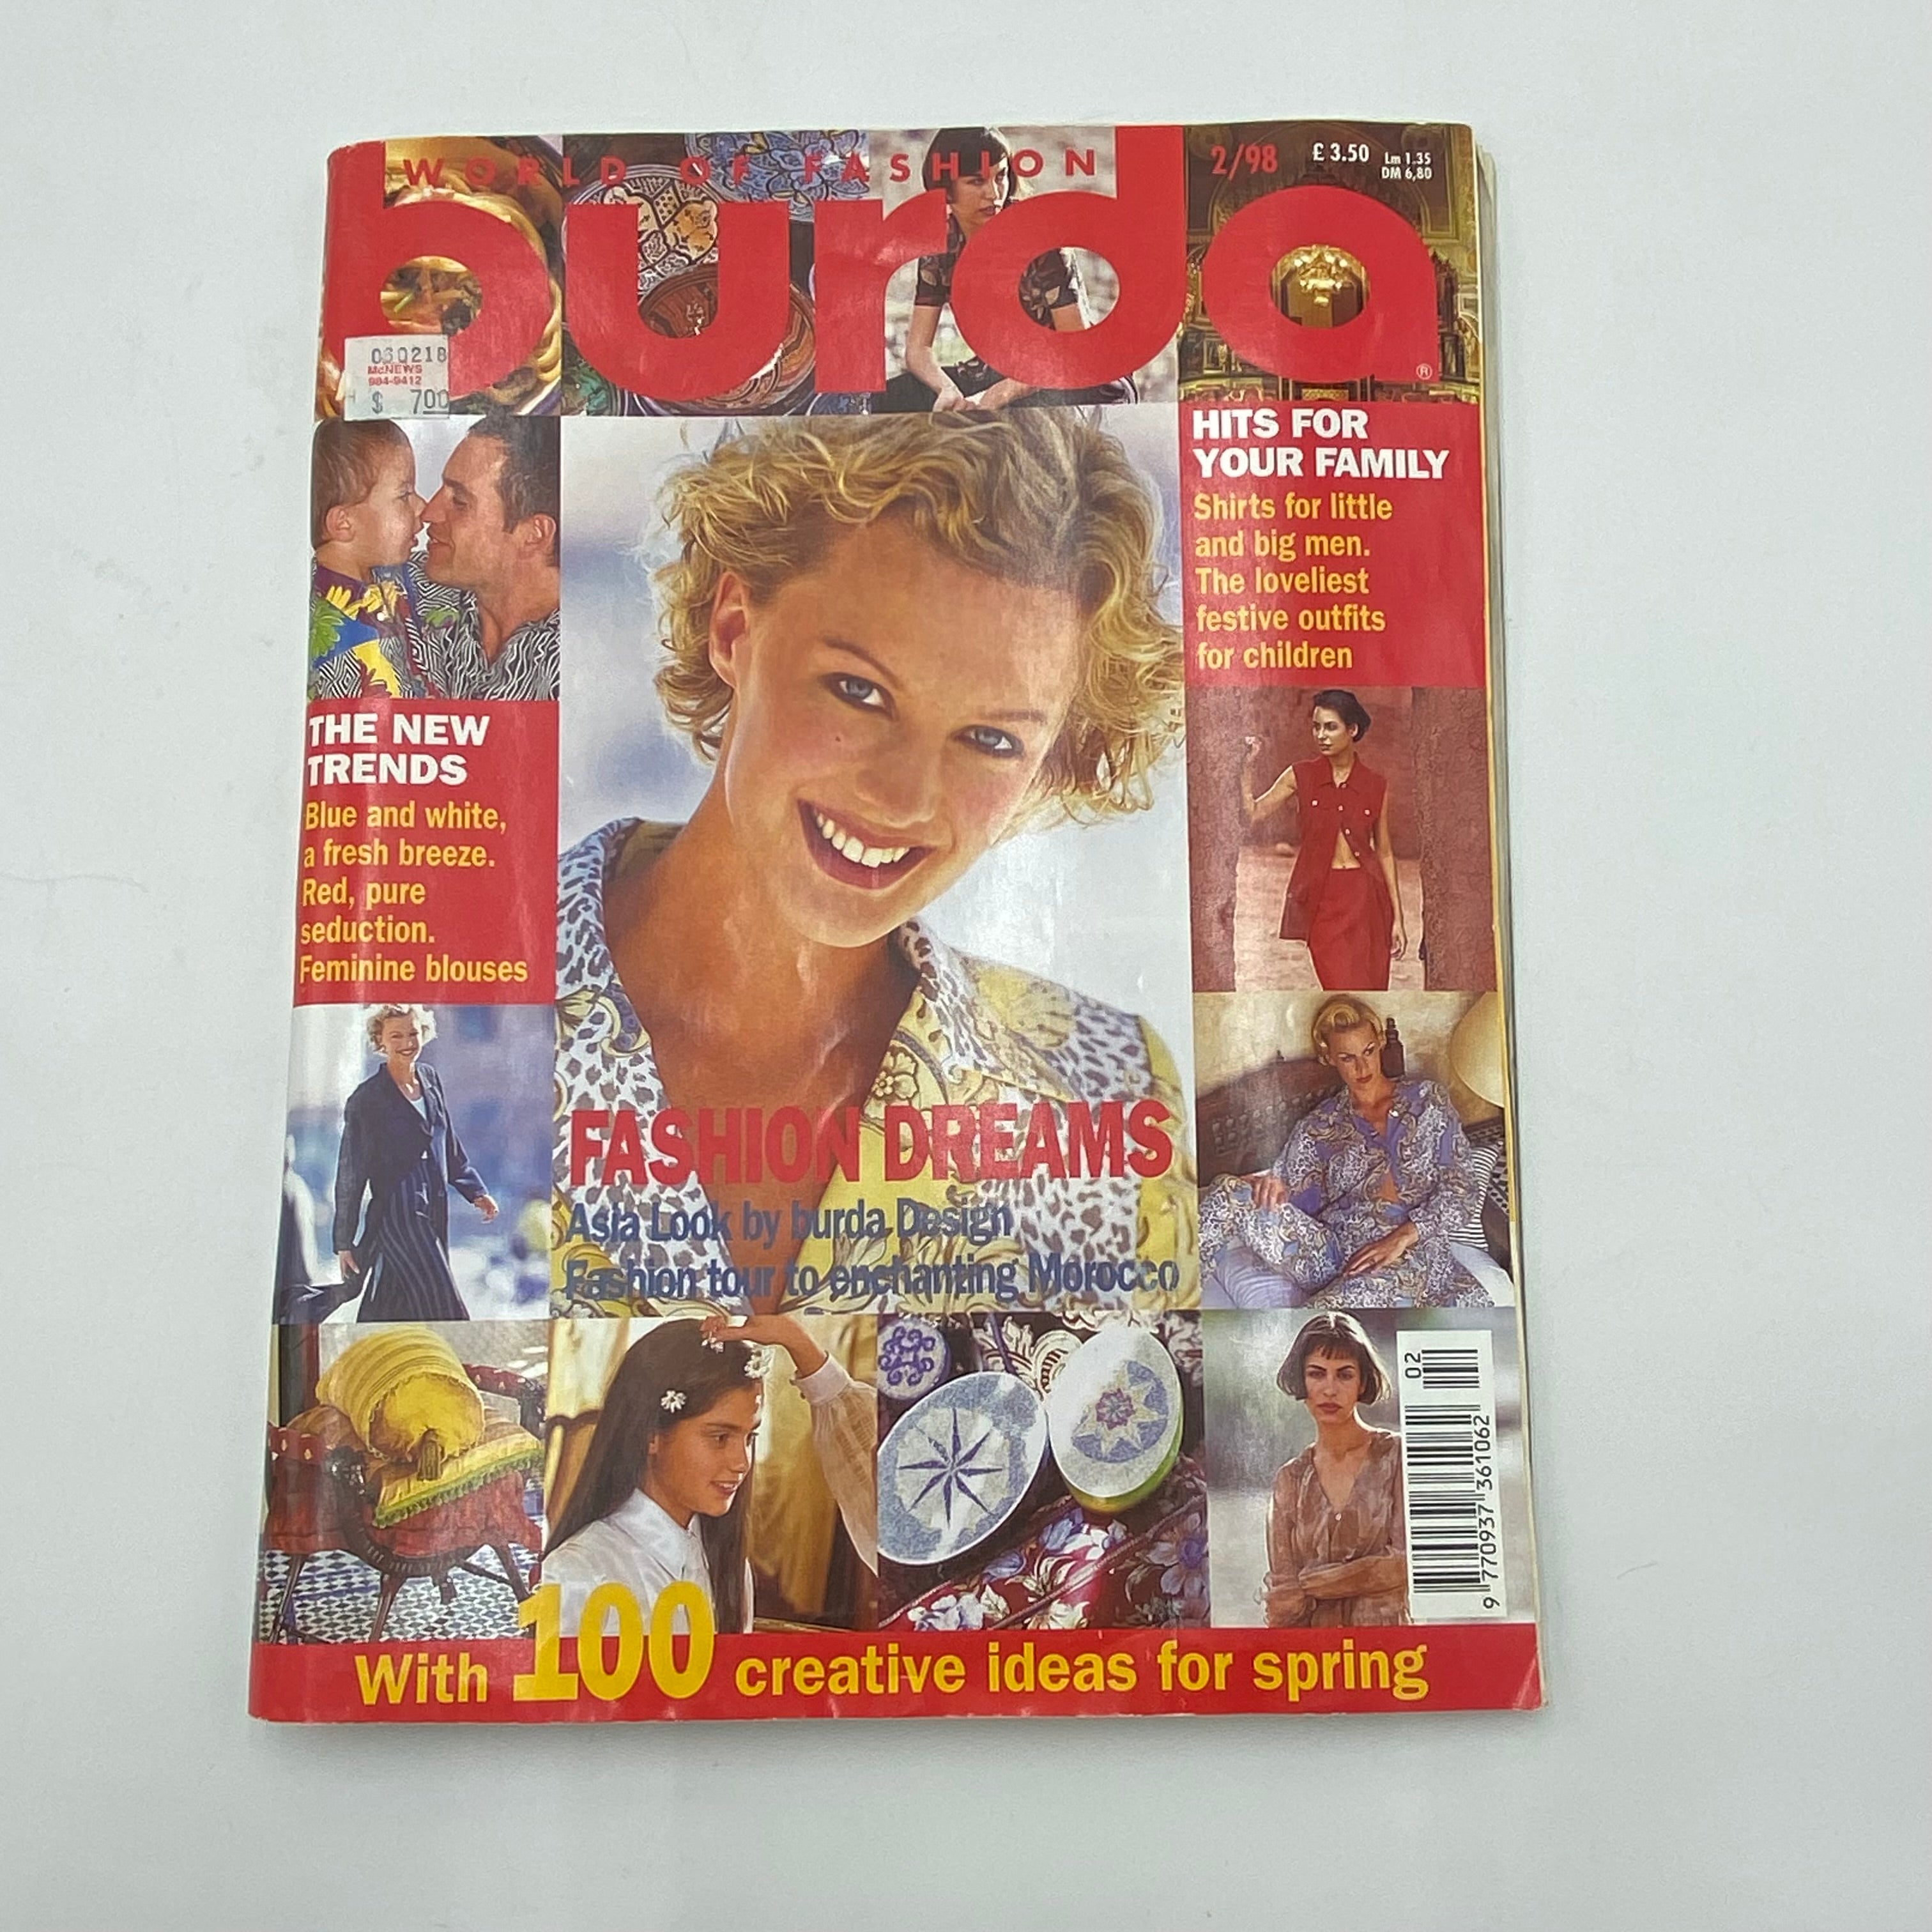 WORLD OF FASHION
burda
®
2/98 £ 3.50 Lm 1.35
DM 6,80
030218
McNEWS
984-9412
$ 700
HITS FOR
YOUR FAMILY
Shirts for little
and big men.
The loveliest
festive outfits
for children
THE NEW
TRENDS
Blue and white,
a fresh breeze.
Red, pure
seduction.
Feminine blouses
FASHION DREAMS
Asia Look by burda Design
Fashion tour to enchanting Morocco
02
9 770937 361062
With 100 creative ideas for spring